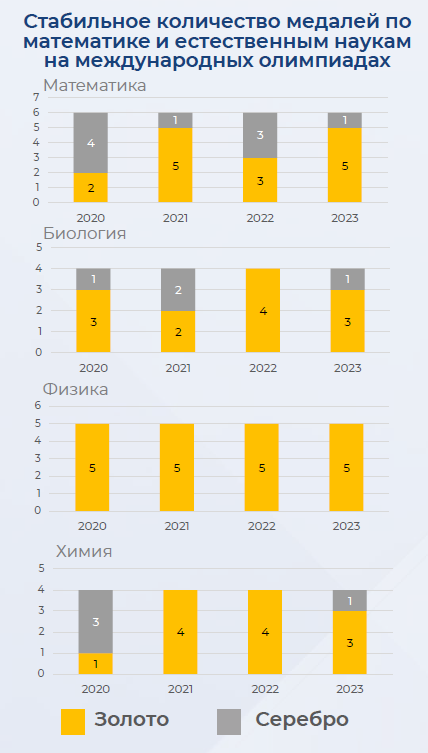 Стабильное количество медалей по
математике и естественным наукам
на международных олимпиадах
Математика
7
6
5
4
3
2
1
0
4 1 3 1
2 5 3 5
2020 2021 2022 2023
Биология
5
4
3
2
1
0
1 2 1
3 2 4 3
2020 2021 2022 2023
Физика
6
5
4
3
2
1
0
5 5 5 5
2020 2021 2022 2023
Химия
5
4
3
2
1
0
3 1
1 4 4 3
2020 2021 2022 2023
Золото Серебро